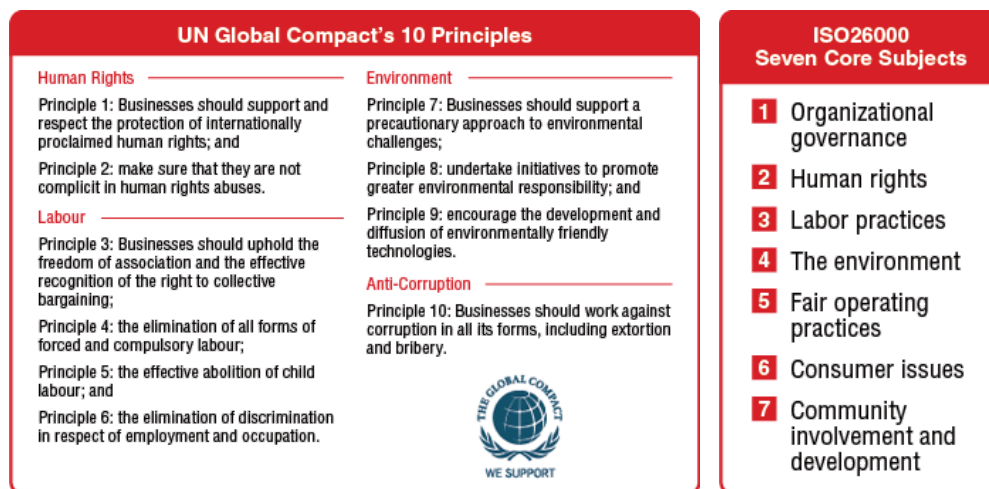 UN Global Compact's 10 Principles
Human Rights
Principle 1: Businesses should support and
respect the protection of internationally
proclaimed human rights; and
Principle 2: make sure that they are not
complicit in human rights abuses.
Labour
Principle 3: Businesses should uphold the
freedom of association and the effective
recognition of the right to collective
bargaining;
Principle 4: the elimination of all forms of
forced and compulsory labour;
Principle 5: the effective abolition of child
labour; and
Principle 6: the elimination of discrimination
in respect of employment and occupation.
Environment
Principle 7: Businesses should support a
precautionary approach to environmental
challenges;
Principle 8: undertake initiatives to promote
greater environmental responsibility; and
Principle 9: encourage the development and
diffusion of environmentally friendly
technologies.
Anti-Corruption
Principle 10: Businesses should work against
corruption in all its forms, including extortion
and bribery.
THE GLOBAL COMPACT
WE SUPPORT
ISO26000
Seven Core Subjects
1 Organizational
governance
2 Human rights
3 Labor practices
4 The environment
5 Fair operating
practices
6 Consumer issues
7 Community
involvement and
development